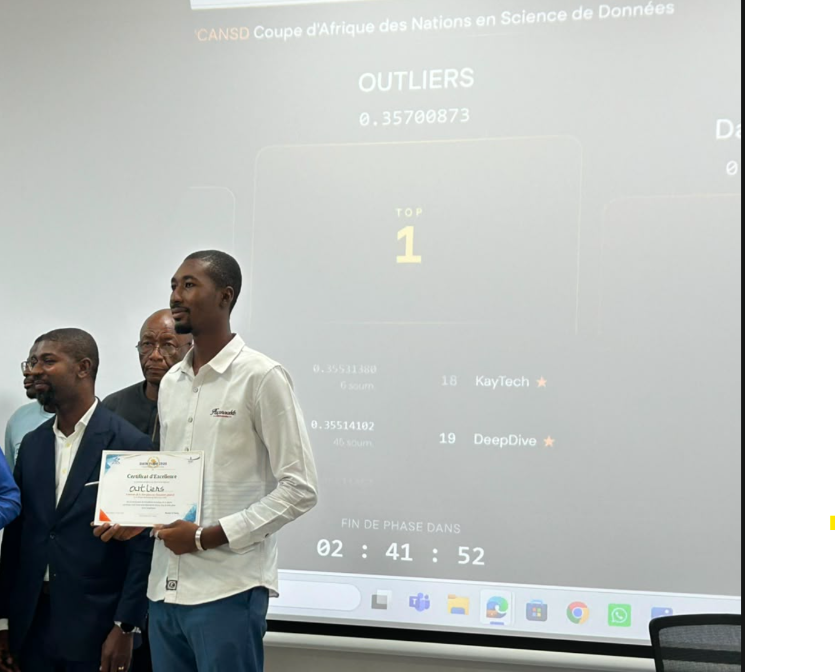 CANSD Coupe d'Afrique des Nations en Science de Données
OUTLIERS
0.35700873
TOP
1
0.35531360
6 soum.
18 KayTech
0.35514102
45 soum.
19 DeepDive
FIN DE PHASE DANS
02 : 41 : 52
Certificat d'Excellence
outliers